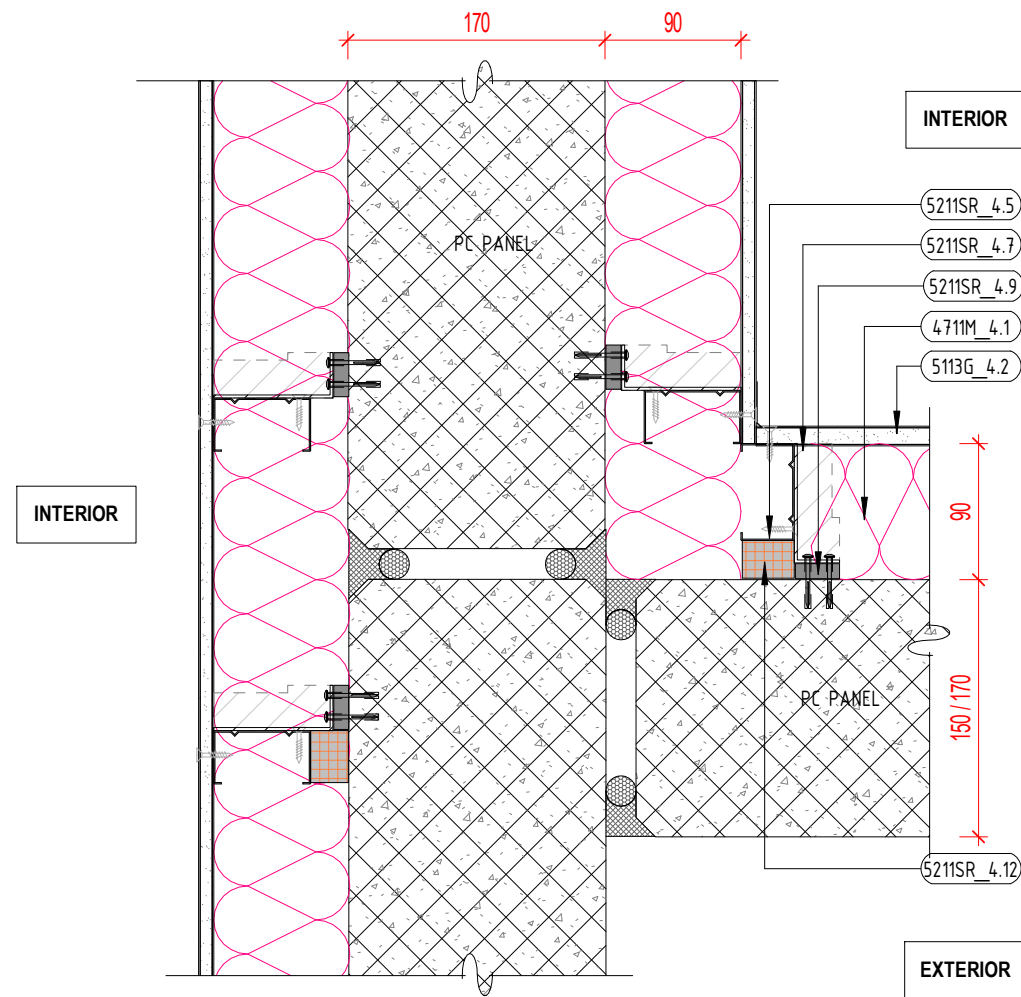 170
90
INTERIOR
5211SR_4.5
5211SR_4.7
5211SR_4.9
4711M_4.1
5113G_4.2
PC PANEL
INTERIOR
90
PC PANEL
150 / 170
5211SR_4.12
EXTERIOR